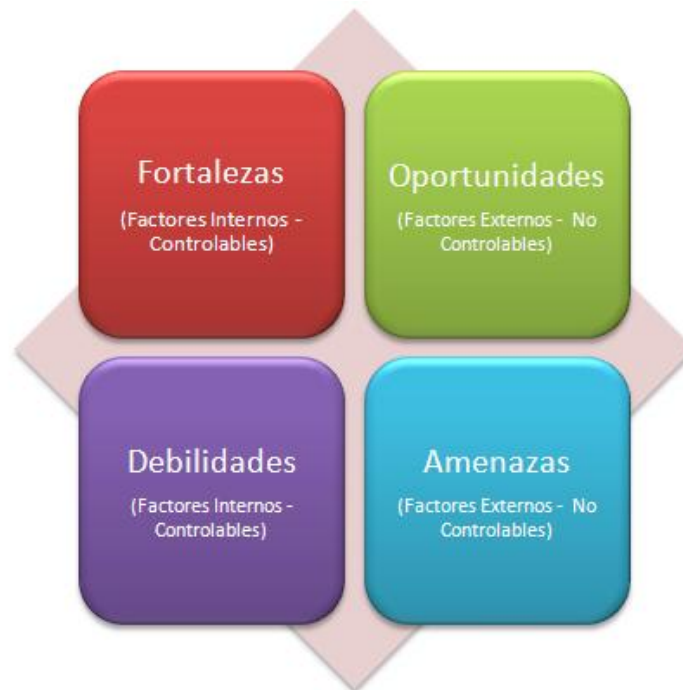 Fortalezas
(Factores Internos -
Controlables)
Oportunidades
(Factores Externos - No
Controlables)
Debilidades
(Factores Internos -
Controlables)
Amenazas
(Factores Externos - No
Controlables)